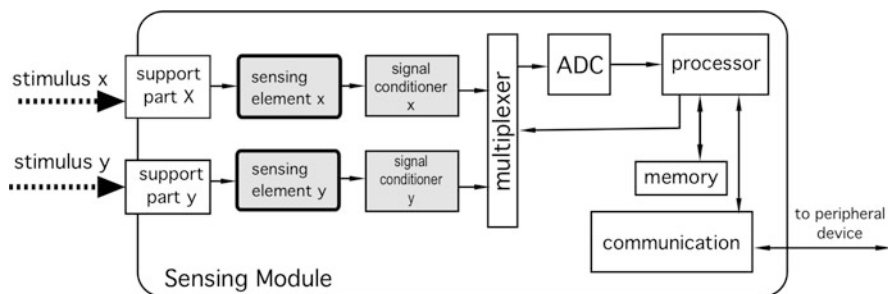 stimulus x
support
part X
sensing
element x
signal
conditioner
x
multiplexer
ADC
processor
stimulus y
support
part y
sensing
element y
signal
conditioner
y
memory
communication
to peripheral
device
Sensing Module